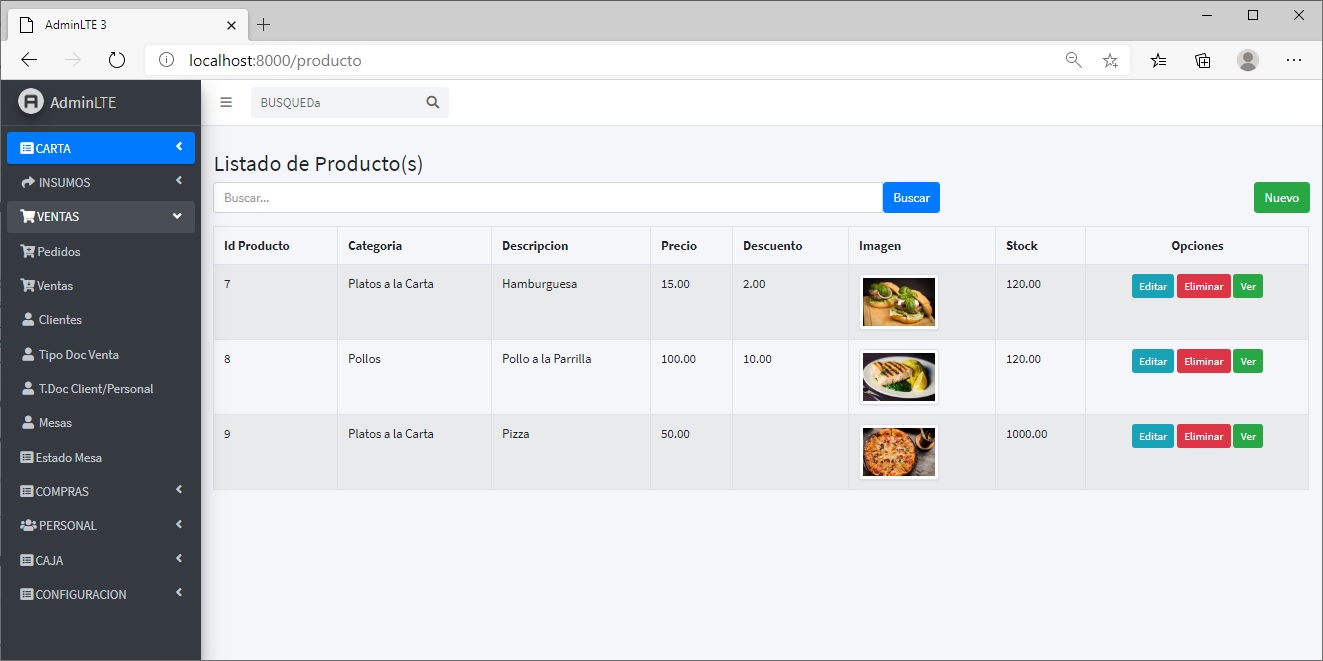 AdminLTE 3
localhost:8000/producto
AdminLTE
BUSQUEDa
CARTA
INSUMOS
VENTAS
Pedidos
Ventas
Clientes
Tipo Doc Venta
T.Doc Client/Personal
Mesas
Estado Mesa
COMPRAS
PERSONAL
CAJA
CONFIGURACION
Listado de Producto(s)
Buscar... Buscar Nuevo
Id Producto Categoria Descripcion Precio Descuento Imagen Stock Opciones
7 Platos a la Carta Hamburguesa 15.00 2.00 120.00 Editar Eliminar Ver
8 Pollos Pollo a la Parrilla 100.00 10.00 120.00 Editar Eliminar Ver
9 Platos a la Carta Pizza 50.00 1000.00 Editar Eliminar Ver